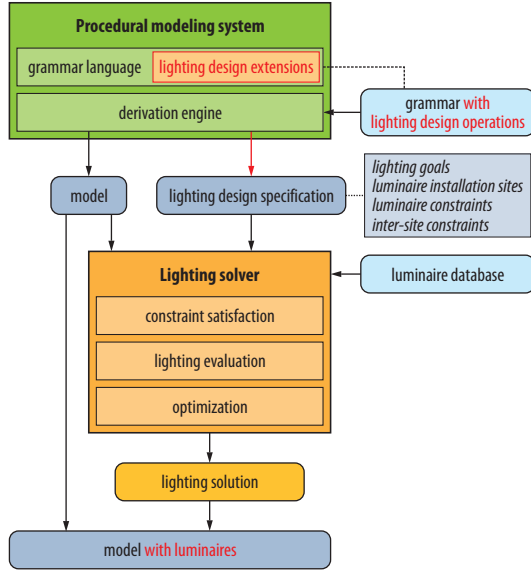 Procedural modeling system
grammar language
lighting design extensions
derivation engine
grammar with
lighting design operations
model
lighting design specification
lighting goals
luminaire installation sites
luminaire constraints
inter-site constraints
Lighting solver
luminaire database
constraint satisfaction
lighting evaluation
optimization
lighting solution
model with luminaires